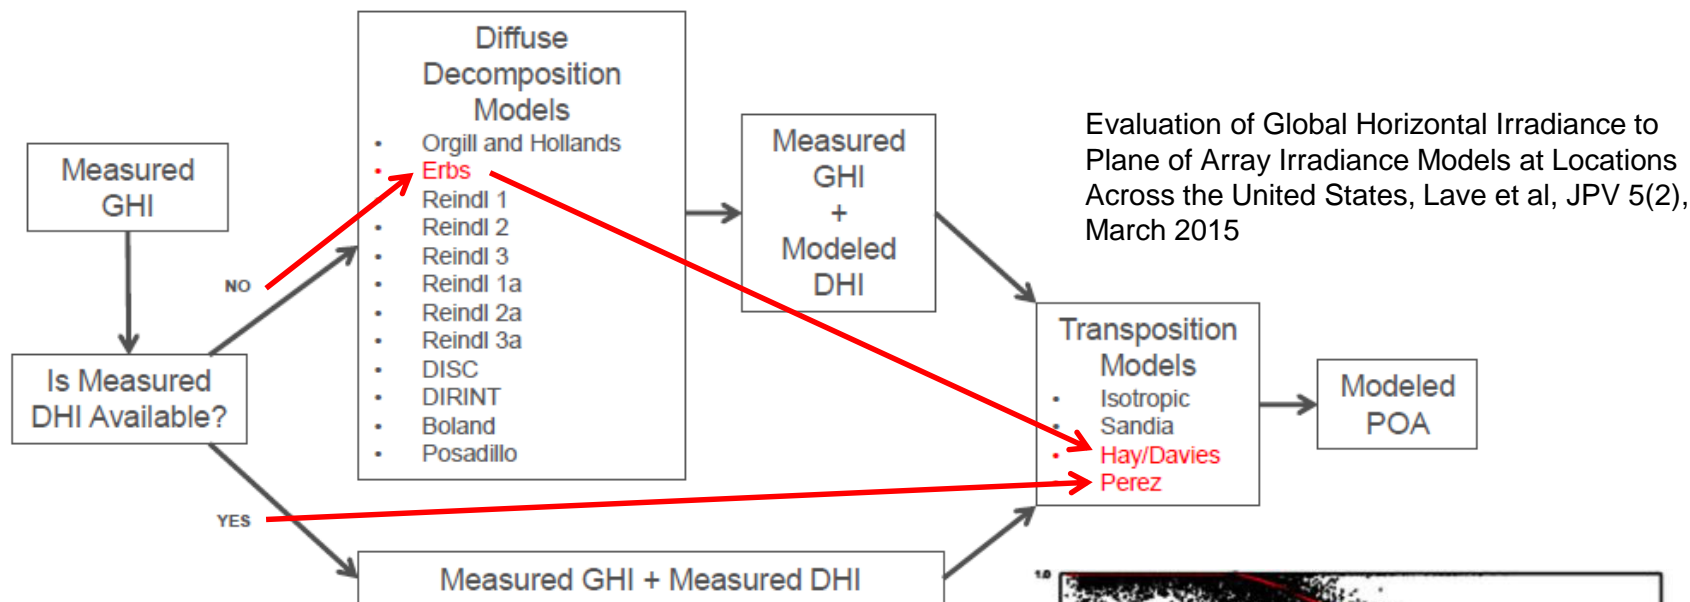 Measured
GHI
Is Measured
DHI Available?
NO
YES
Diffuse
Decomposition
Models
• Orgill and Hollands
• Erbs
• Reindl 1
• Reindl 2
• Reindl 3
• Reindl 1a
• Reindl 2a
• Reindl 3a
• DISC
• DIRINT
• Boland
• Posadillo
Measured
GHI
+
Modeled
DHI
Measured GHI + Measured DHI
Evaluation of Global Horizontal Irradiance to
Plane of Array Irradiance Models at Locations
Across the United States, Lave et al, JPV 5(2),
March 2015
Transposition
Models
• Isotropic
• Sandia
• Hay/Davies
• Perez
Modeled
POA
1.0